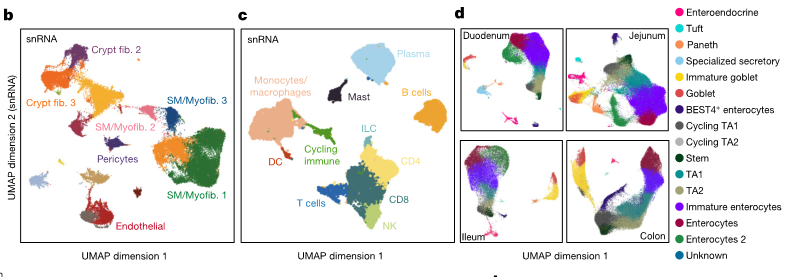 b
snRNA
Crypt fib. 2
Crypt fib. 3
SM/Myofib. 3
SM/Myofib. 2
Pericytes
SM/Myofib. 1
Endothelial
UMAP dimension 2 (snRNA)
UMAP dimension 1
c
snRNA
Plasma
Monocytes/
macrophages
Mast
B cells
ILC
Cycling
immune
DC
CD4
T cells
CD8
NK
UMAP dimension 1
d
Duodenum
Jejunum
Ileum
Colon
UMAP dimension 1
Enteroendocrine
Tuft
Paneth
Specialized secretory
Immature goblet
Goblet
BEST4⁺ enterocytes
Cycling TA1
Cycling TA2
Stem
TA1
TA2
Immature enterocytes
Enterocytes
Enterocytes 2
Unknown